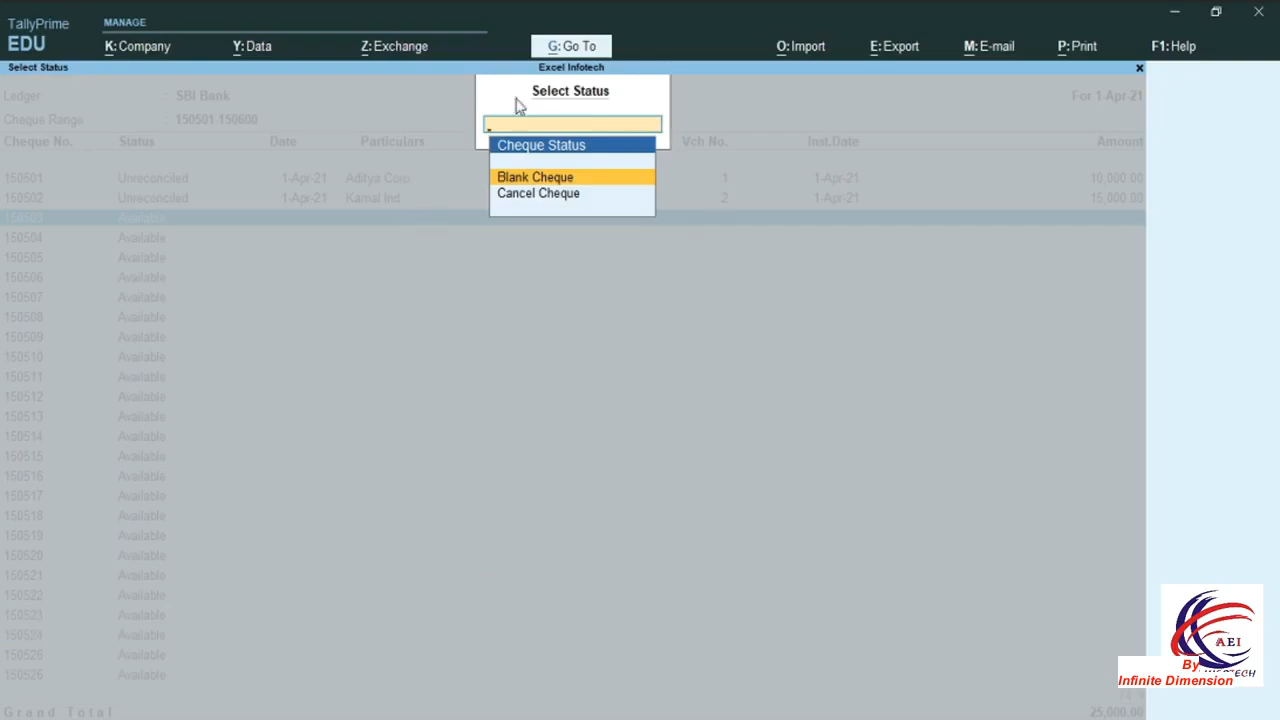 TallyPrime
EDU
MANAGE
K: Company Y: Data Z: Exchange G: Go To O: Import E: Export M: E-mail P: Print F1: Help
Select Status Excel Infotech x
Ledger : SBI Bank For 1-Apr-21
Cheque Range : 150501 150600
Cheque No. Status Date Particulars Vch No. Inst.Date Amount
Select Status
Cheque Status
Blank Cheque
Cancel Cheque
150501 Unreconciled 1-Apr-21 Aditya Corp 1 1-Apr-21 10,000.00
150502 Unreconciled 1-Apr-21 Kamal Ind 2 1-Apr-21 15,000.00
150503 Available
150504 Available
150505 Available
150506 Available
150507 Available
150508 Available
150509 Available
150510 Available
150511 Available
150512 Available
150513 Available
150514 Available
150515 Available
150516 Available
150517 Available
150518 Available
150519 Available
150520 Available
150521 Available
150522 Available
150523 Available
150524 Available
150525 Available
150526 Available
Grand Total 25,000.00
AEI
INFOTECH
By
Infinite Dimension